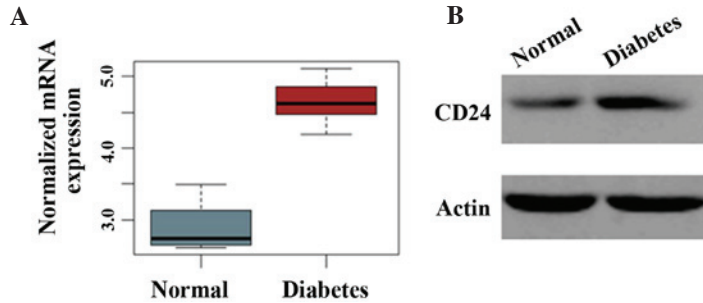 A
Normalized mRNA
expression
5.0
4.0
3.0
Normal Diabetes
B
Normal Diabetes
CD24
Actin